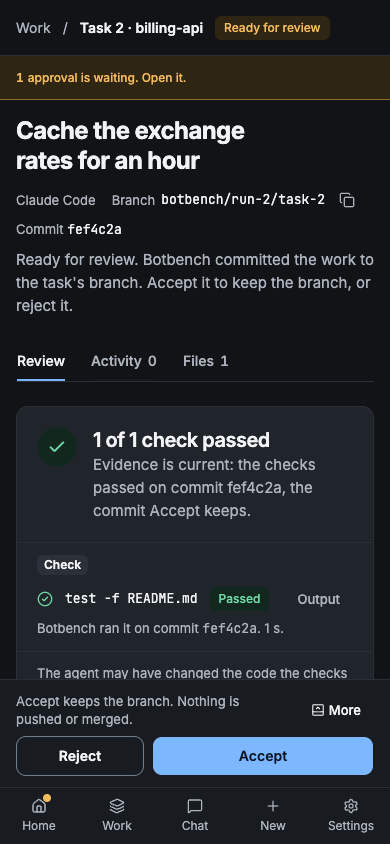 Work / Task 2 · billing-api Ready for review
1 approval is waiting. Open it.
Cache the exchange
rates for an hour
Claude Code Branch botbench/run-2/task-2
Commit fef4c2a
Ready for review. Botbench committed the work to
the task's branch. Accept it to keep the branch, or
reject it.
Review Activity 0 Files 1
1 of 1 check passed
Evidence is current: the checks
passed on commit fef4c2a, the
commit Accept keeps.
Check
test -f README.md Passed Output
Botbench ran it on commit fef4c2a. 1 s.
The agent may have changed the code the checks
Accept keeps the branch. Nothing is
pushed or merged.
More
Reject Accept
Home Work Chat New Settings